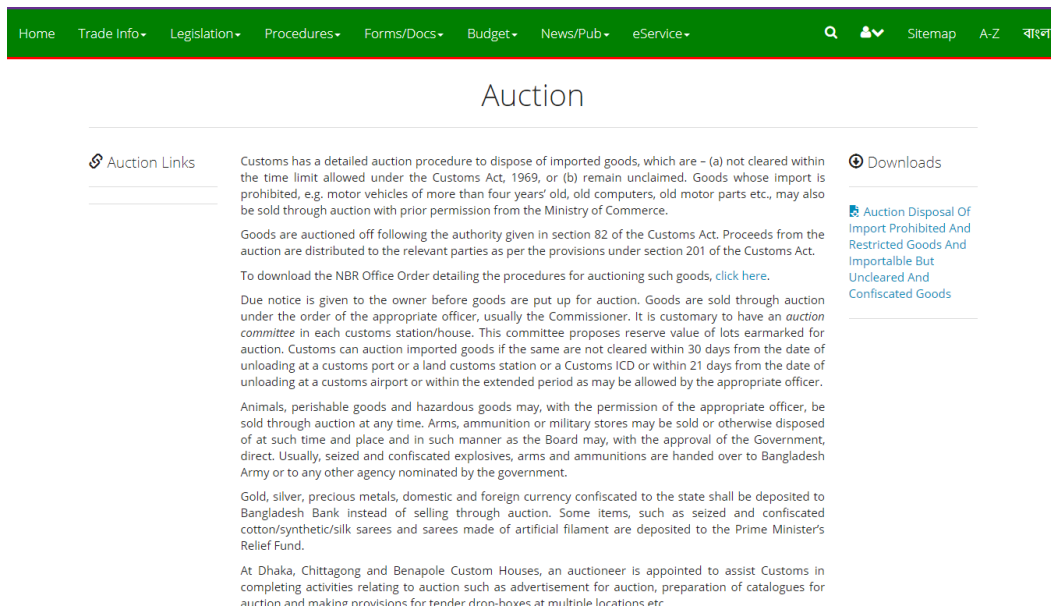 Home Trade Info Legislation Procedures Forms/Docs Budget News/Pub eService Sitemap A-Z
Auction
Auction Links
Customs has a detailed auction procedure to dispose of imported goods, which are – (a) not cleared within
the time limit allowed under the Customs Act, 1969, or (b) remain unclaimed. Goods whose import is
prohibited, e.g. motor vehicles of more than four years’ old, old computers, old motor parts etc., may also
be sold through auction with prior permission from the Ministry of Commerce.
Goods are auctioned off following the authority given in section 82 of the Customs Act. Proceeds from the
auction are distributed to the relevant parties as per the provisions under section 201 of the Customs Act.
To download the NBR Office Order detailing the procedures for auctioning such goods, click here.
Due notice is given to the owner before goods are put up for auction. Goods are sold through auction
under the order of the appropriate officer, usually the Commissioner. It is customary to have an auction
committee in each customs station/house. This committee proposes reserve value of lots earmarked for
auction. Customs can auction imported goods if the same are not cleared within 30 days from the date of
unloading at a customs port or a land customs station or a Customs ICD or within 21 days from the date of
unloading at a customs airport or within the extended period as may be allowed by the appropriate officer.
Animals, perishable goods and hazardous goods may, with the permission of the appropriate officer, be
sold through auction at any time. Arms, ammunition or military stores may be sold or otherwise disposed
of at such time and place and in such manner as the Board may, with the approval of the Government,
direct. Usually, seized and confiscated explosives, arms and ammunitions are handed over to Bangladesh
Army or to any other agency nominated by the government.
Gold, silver, precious metals, domestic and foreign currency confiscated to the state shall be deposited to
Bangladesh Bank instead of selling through auction. Some items, such as seized and confiscated
cotton/synthetic/silk sarees and sarees made of artificial filament are deposited to the Prime Minister’s
Relief Fund.
At Dhaka, Chittagong and Benapole Custom Houses, an auctioneer is appointed to assist Customs in
completing activities relating to auction such as advertisement for auction, preparation of catalogues for
auction and making provisions for tender drop-boxes at multiple locations etc
Downloads
Auction Disposal Of
Import Prohibited And
Restricted Goods And
Importalble But
Uncleared And
Confiscated Goods